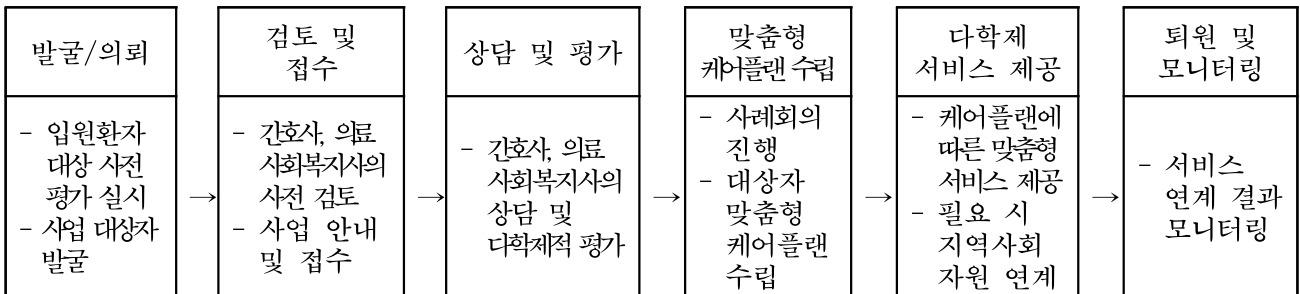 발굴/의뢰
- 입원환자
대상 사전
평가 실시
- 사업 대상자
발굴
→
검토 및
접수
- 간호사, 의료
사회복지사의
사전 검토
- 사업 안내
및 접수
→
상담 및 평가
- 간호사, 의료
사회복지사의
상담 및
다학제적 평가
→
맞춤형
케어플랜 수립
- 사례회의
진행
- 대상자
맞춤형
케어플랜
수립
→
다학제
서비스 제공
- 케어플랜에
따른 맞춤형
서비스 제공
- 필요 시
지역사회
자원 연계
→
퇴원 및
모니터링
- 서비스
연계 결과
모니터링